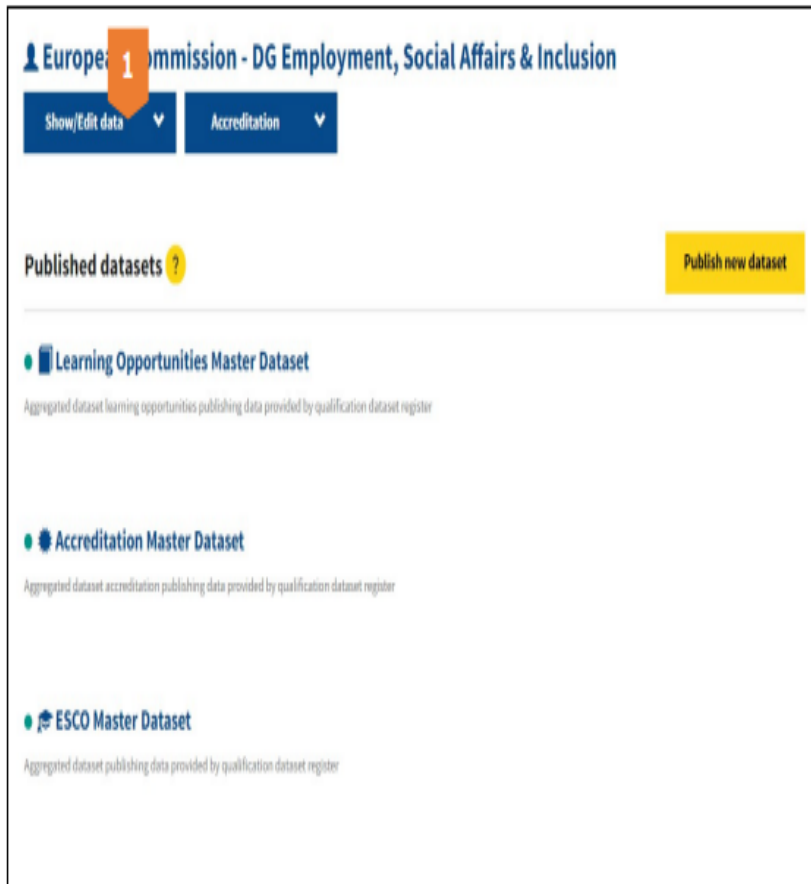 Europea 1 ommission - DG Employment, Social Affairs & Inclusion
Show/Edit data Accreditation
Published datasets ? Publish new dataset
Learning Opportunities Master Dataset
Aggregated dataset learning opportunities publishing data provided by qualification dataset register
Accreditation Master Dataset
Aggregated dataset accreditation publishing data provided by qualification dataset register
ESCO Master Dataset
Aggregated dataset publishing data provided by qualification dataset register